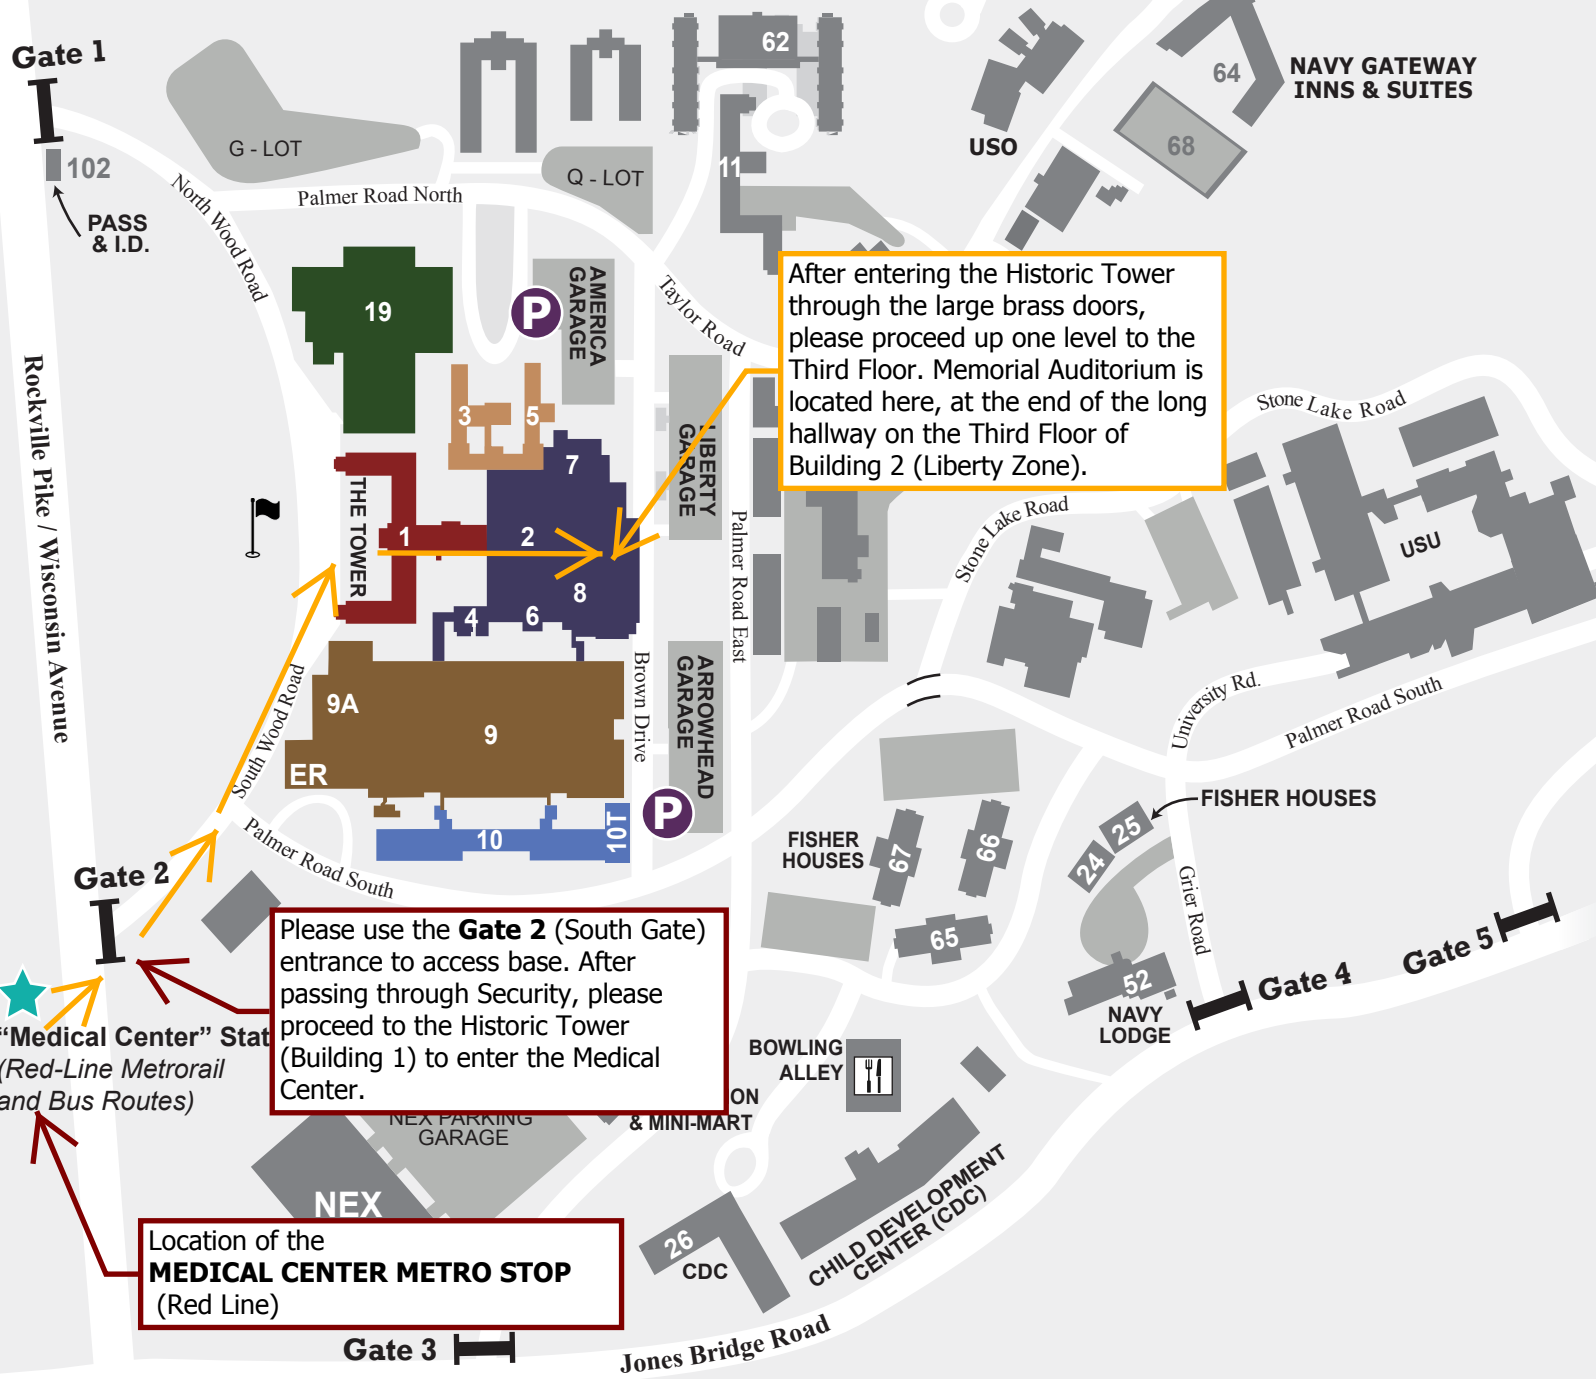 Gate 1
102
PASS
& I.D.
G - LOT
Q - LOT
62
11
USO
64
68
NAVY GATEWAY
INNS & SUITES
North Wood Road
Palmer Road North
Taylor Road
19
AMERICA
GARAGE
P
3
5
7
LIBERTY
GARAGE
After entering the Historic Tower
through the large brass doors,
please proceed up one level to the
Third Floor. Memorial Auditorium is
located here, at the end of the long
hallway on the Third Floor of
Building 2 (Liberty Zone).
Stone Lake Road
Stone Lake Road
USU
Rockville Pike / Wisconsin Avenue
THE TOWER
1
2
8
4
6
Palmer Road East
Brown Drive
ARROWHEAD
GARAGE
P
South Wood Road
9A
9
ER
10
10T
Palmer Road South
University Rd.
Palmer Road South
FISHER HOUSES
25
24
FISHER
HOUSES
67
66
65
Grier Road
52
NAVY
LODGE
Gate 4
Gate 5
Gate 2
Please use the Gate 2 (South Gate)
entrance to access base. After
passing through Security, please
proceed to the Historic Tower
(Building 1) to enter the Medical
Center.
“Medical Center” Stat
(Red-Line Metrorail
and Bus Routes)
BOWLING
ALLEY
ON
& MINI-MART
NEX PARKING
GARAGE
NEX
26
CDC
CHILD DEVELOPMENT
CENTER (CDC)
Location of the
MEDICAL CENTER METRO STOP
(Red Line)
Gate 3
Jones Bridge Road